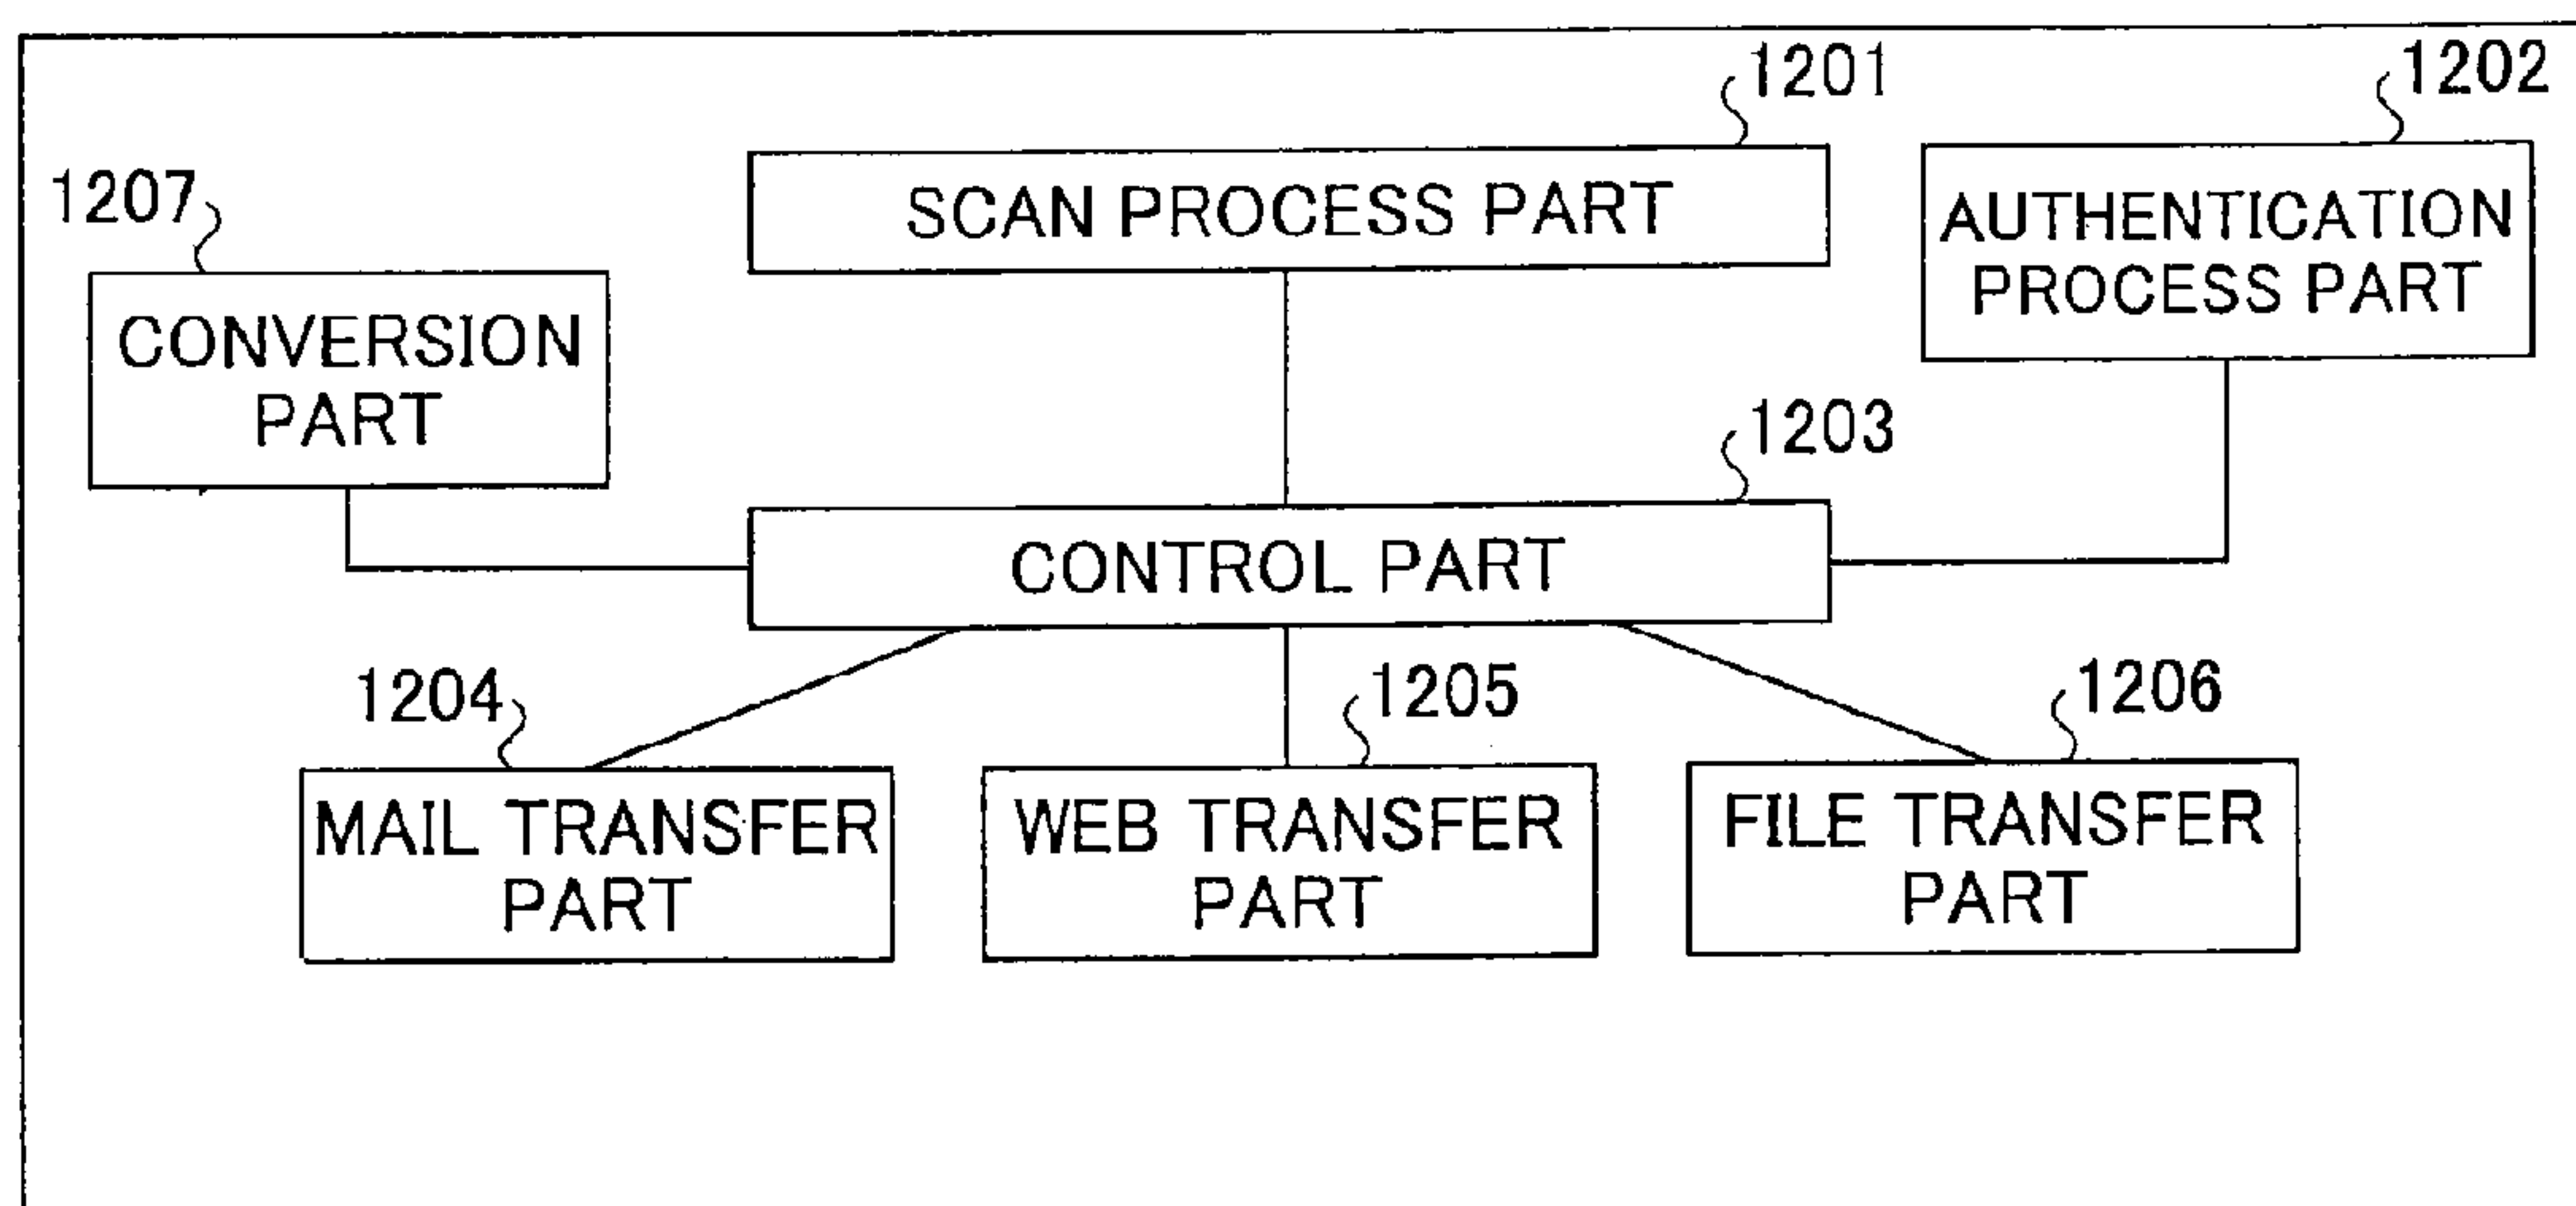 1201
1202
1207
SCAN PROCESS PART
AUTHENTICATION
PROCESS PART
CONVERSION
PART
1203
CONTROL PART
1204
1205
1206
MAIL TRANSFER
PART
WEB TRANSFER
PART
FILE TRANSFER
PART